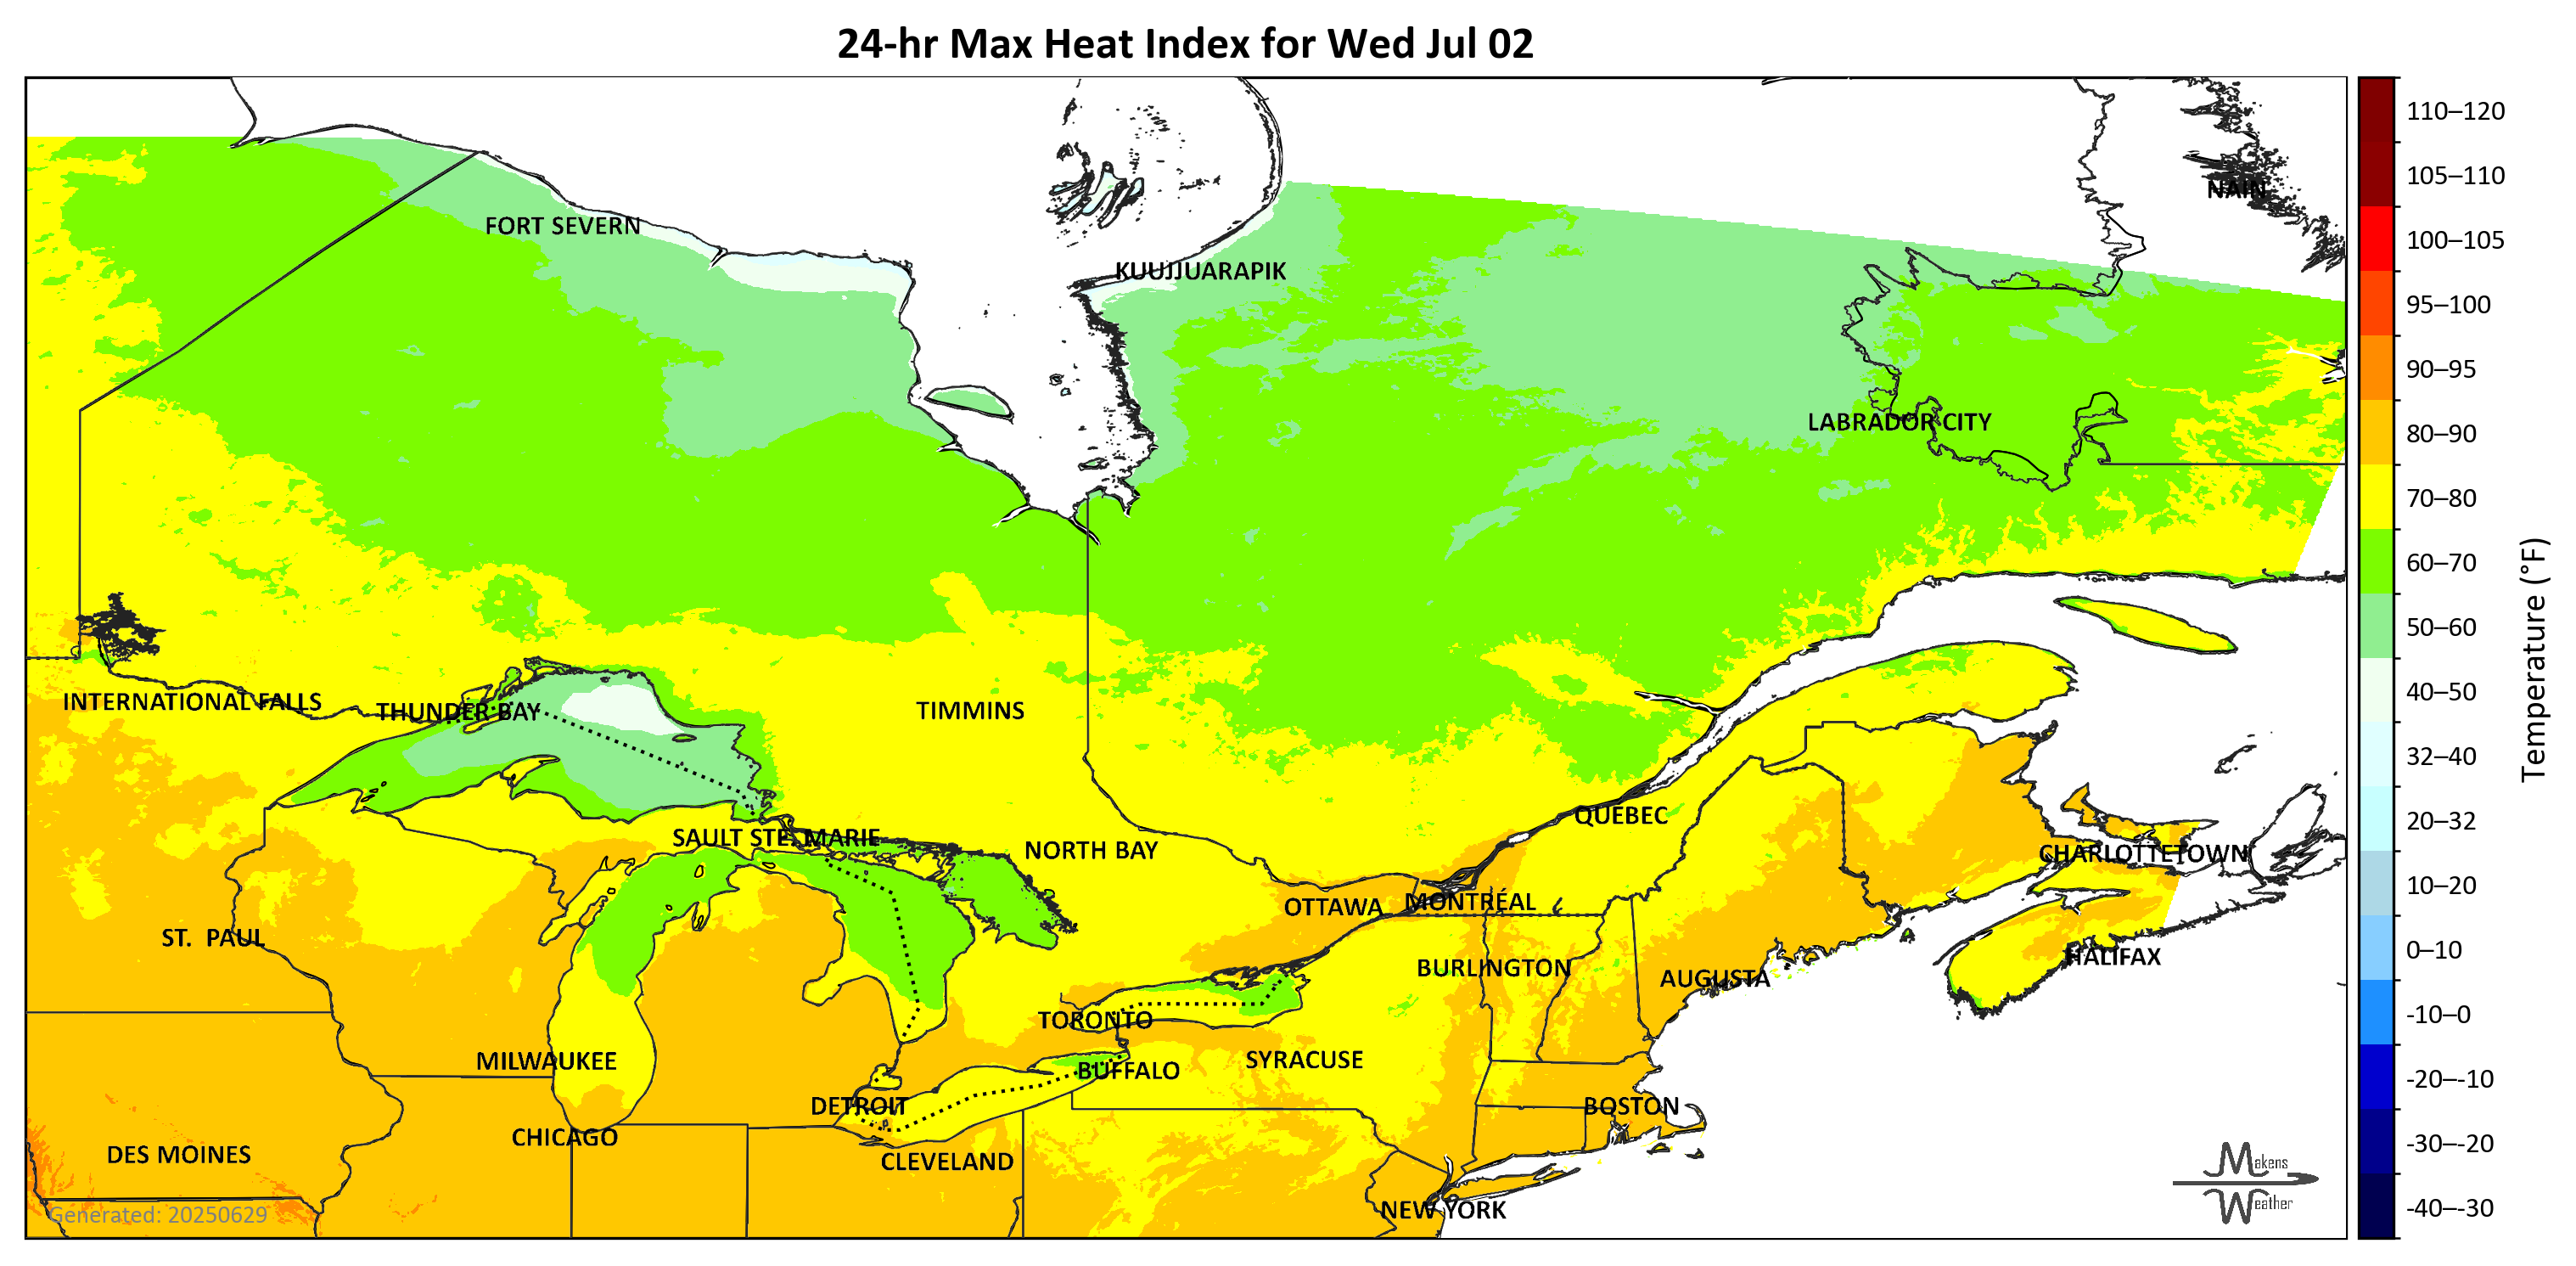 24-hr Max Heat Index for Wed Jul 02
NAIN
FORT SEVERN
KUUJJUARAPIK
LABRADOR CITY
INTERNATIONAL FALLS
THUNDER BAY
TIMMINS
QUEBEC
SAULT STE. MARIE
NORTH BAY
CHARLOTTETOWN
OTTAWA
MONTRÉAL
ST. PAUL
HALIFAX
BURLINGTON
AUGUSTA
TORONTO
MILWAUKEE
SYRACUSE
BUFFALO
DETROIT
BOSTON
CHICAGO
DES MOINES
CLEVELAND
NEW YORK
Generated: 20250629
Makens
Weather
110–120
105–110
100–105
95–100
90–95
80–90
70–80
60–70
50–60
40–50
32–40
20–32
10–20
0–10
-10–0
-20–-10
-30–-20
-40–-30
Temperature (°F)